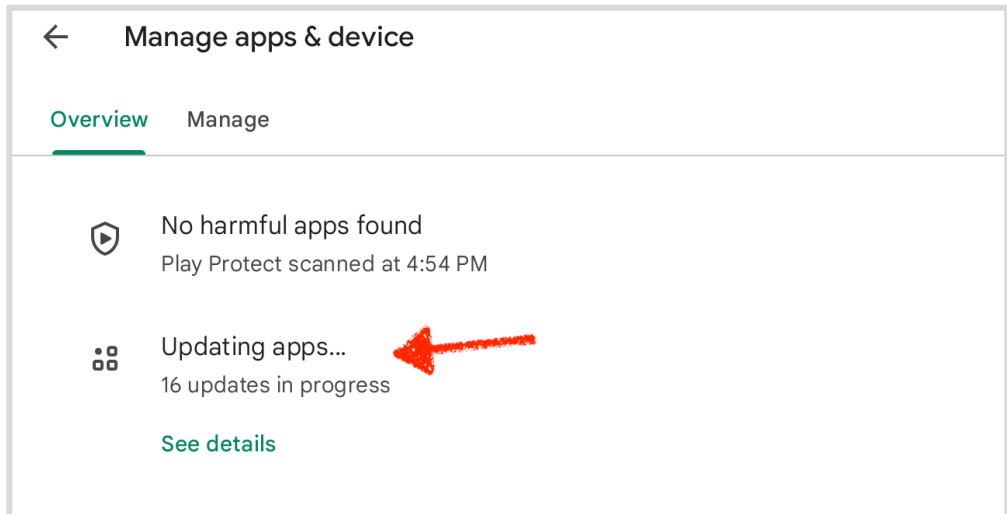 Manage apps & device
Overview Manage
No harmful apps found
Play Protect scanned at 4:54 PM
Updating apps...
16 updates in progress
See details